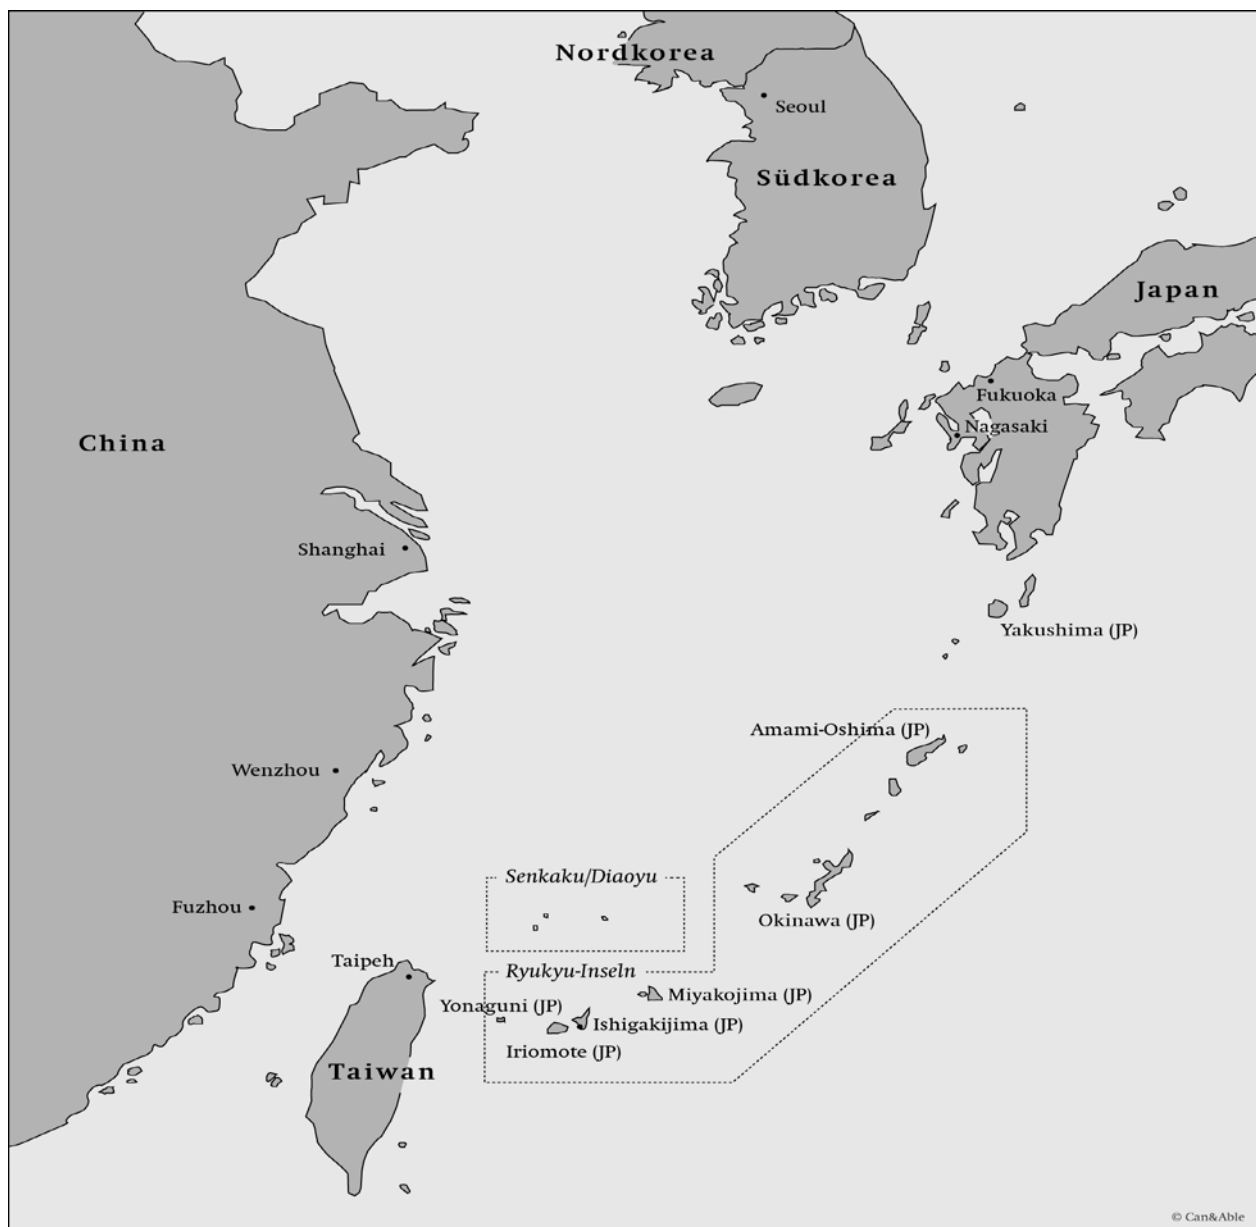 Nordkorea
Seoul
Südkorea
Japan
Fukuoka
Nagasaki
China
Shanghai
Yakushima (JP)
Amami-Oshima (JP)
Wenzhou
Senkaku/Diaoyu
Fuzhou
Okinawa (JP)
Taipeh
Ryukyu-Inseln
Miyakojima (JP)
Yonaguni (JP)
Ishigakijima (JP)
Iriomote (JP)
Taiwan
© Can&Able